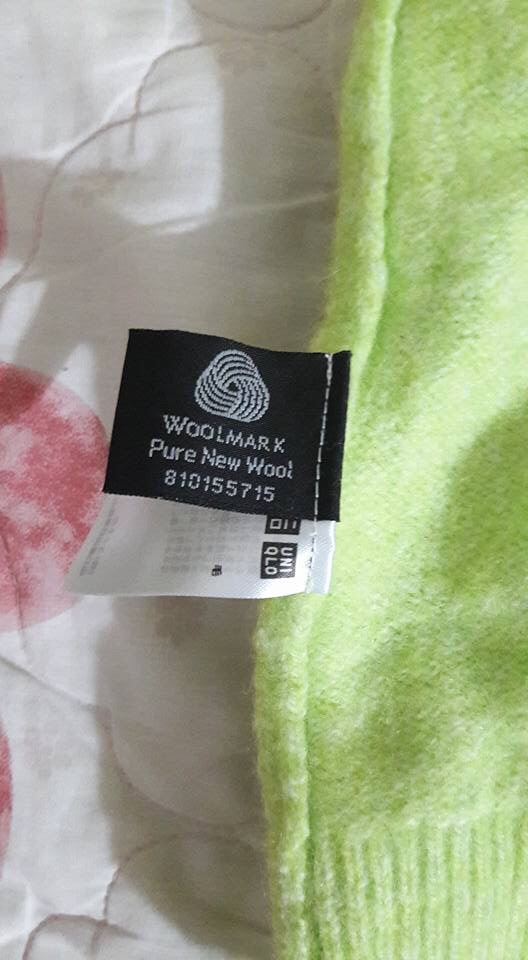 WOOLMARK
Pure New Wool
810155715
UNI
QLO